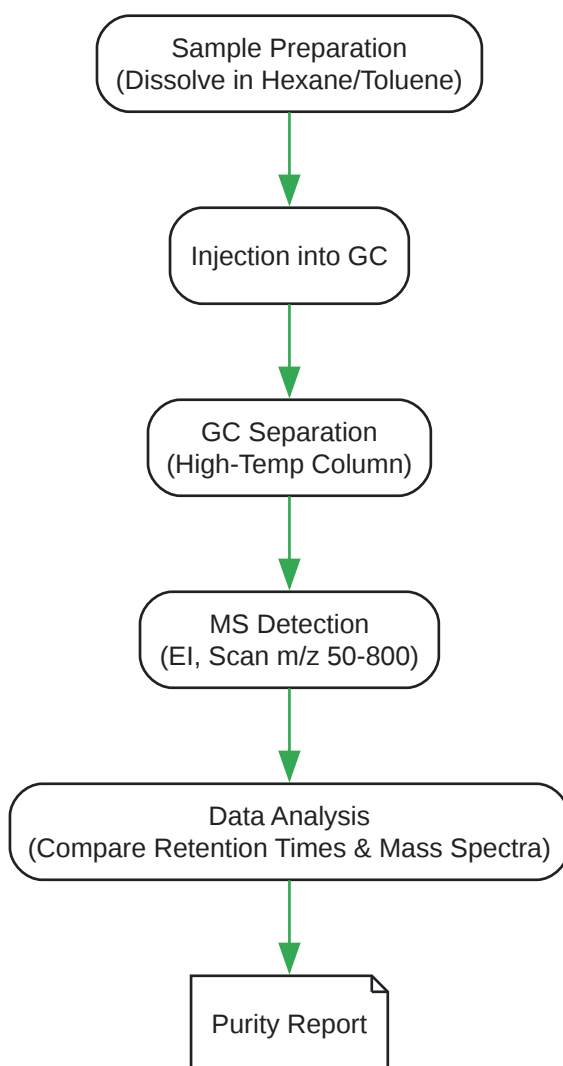 Sample Preparation
(Dissolve in Hexane/Toluene)
Injection into GC
GC Separation
(High-Temp Column)
MS Detection
(EI, Scan m/z 50-800)
Data Analysis
(Compare Retention Times & Mass Spectra)
Purity Report